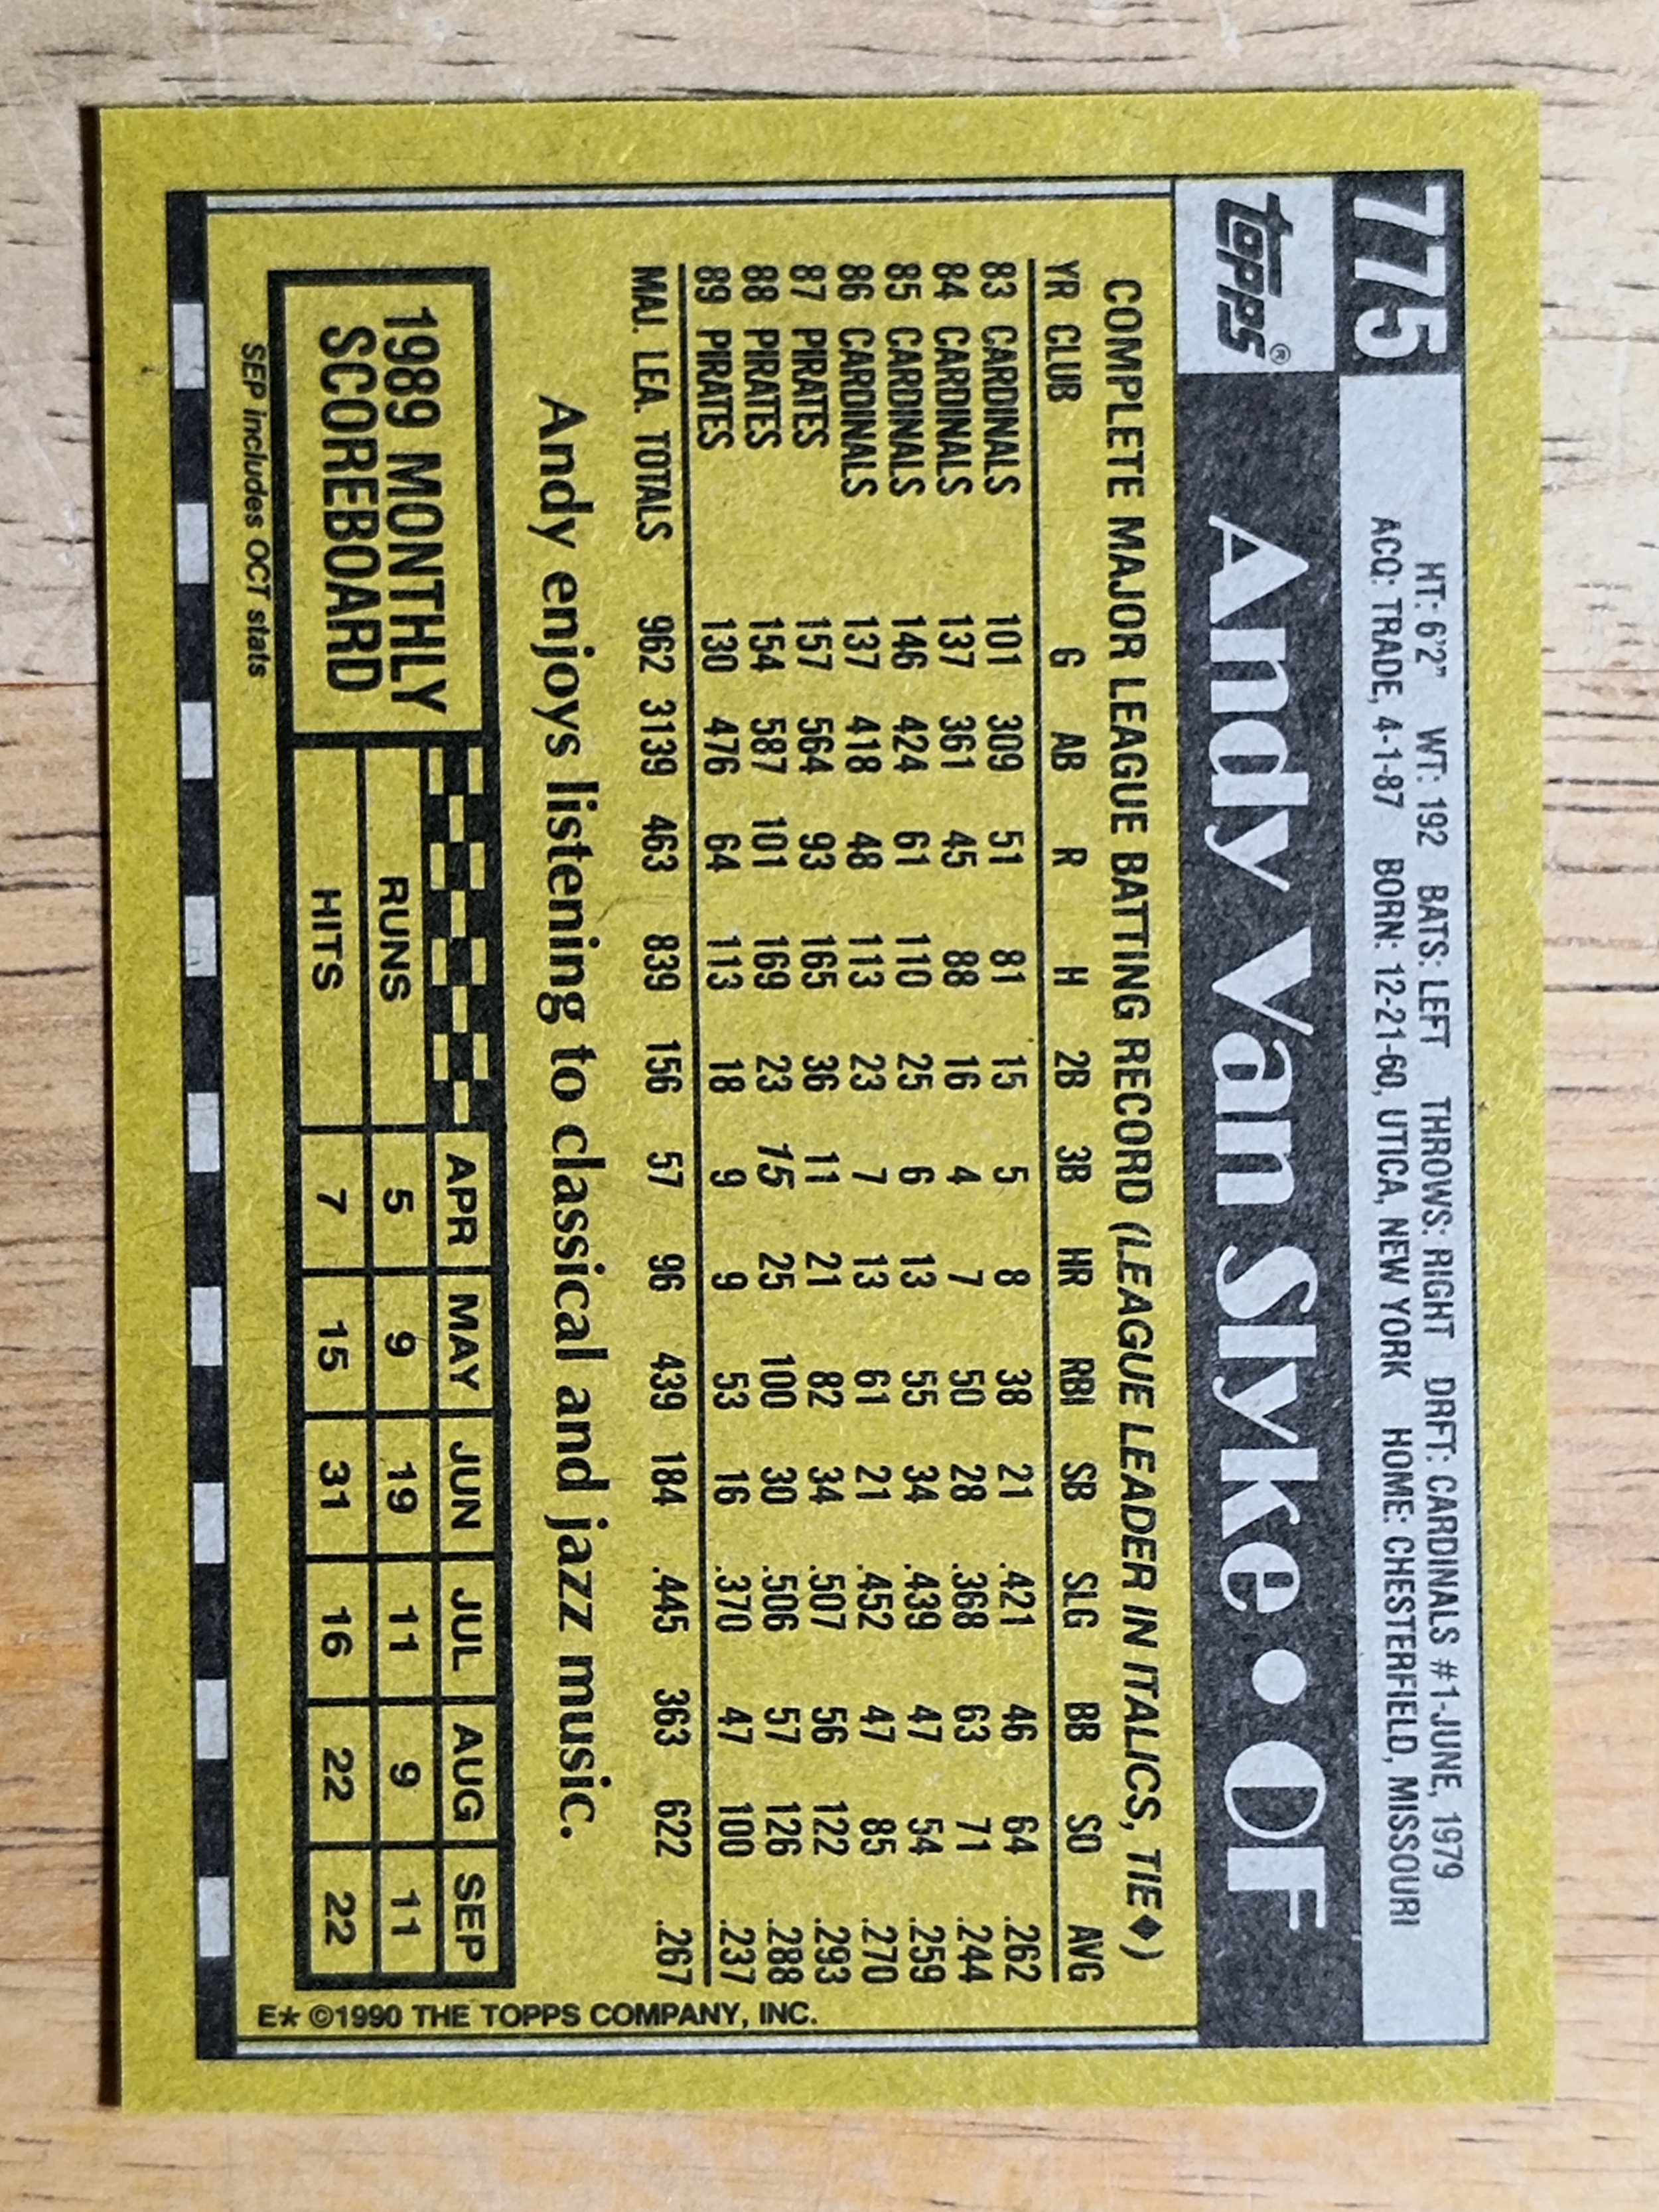 775
HT: 6'2" WT: 192 BATS: LEFT THROWS: RIGHT DRFT: CARDINALS #1-JUNE, 1979
ACQ: TRADE, 4-1-87 BORN: 12-21-60, UTICA, NEW YORK HOME: CHESTERFIELD, MISSOURI
topps®
Andy Van Slyke • OF
COMPLETE MAJOR LEAGUE BATTING RECORD (LEAGUE LEADER IN ITALICS, TIE♦)
YR CLUB G AB R H 2B 3B HR RBI SB SLG BB SO AVG
83 CARDINALS 101 309 51 81 15 5 8 38 21 .421 46 64 .262
84 CARDINALS 137 361 45 88 16 4 7 50 28 .368 63 71 .244
85 CARDINALS 146 424 61 110 25 6 13 55 34 .439 47 54 .259
86 CARDINALS 137 418 48 113 23 7 13 61 21 .452 47 85 .270
87 PIRATES 157 564 93 165 36 11 21 82 34 .507 56 122 .293
88 PIRATES 154 587 101 169 23 15 25 100 30 .506 57 126 .288
89 PIRATES 130 476 64 113 18 9 9 53 16 .370 47 100 .237
MAJ. LEA. TOTALS 962 3139 463 839 156 57 96 439 184 .445 363 622 .267
Andy enjoys listening to classical and jazz music.
1989 MONTHLY
SCOREBOARD
APR MAY JUN JUL AUG SEP
RUNS 5 9 19 11 9 11
HITS 7 15 31 16 22 22
SEP includes OCT stats
E* ©1990 THE TOPPS COMPANY, INC.